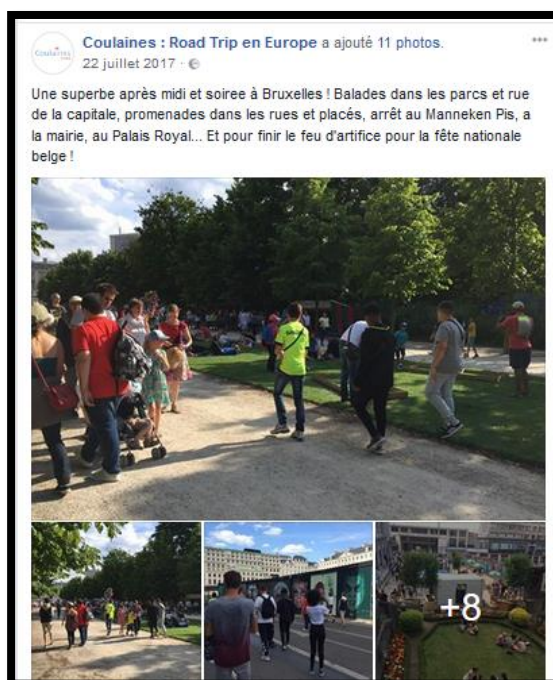 Coulaines
Coulaines : Road Trip en Europe a ajouté 11 photos.
22 juillet 2017 ·
Une superbe après midi et soiree à Bruxelles ! Balades dans les parcs et rue
de la capitale, promenades dans les rues et placés, arrêt au Manneken Pis, a
la mairie, au Palais Royal... Et pour finir le feu d'artifice pour la fête nationale
belge !
+8